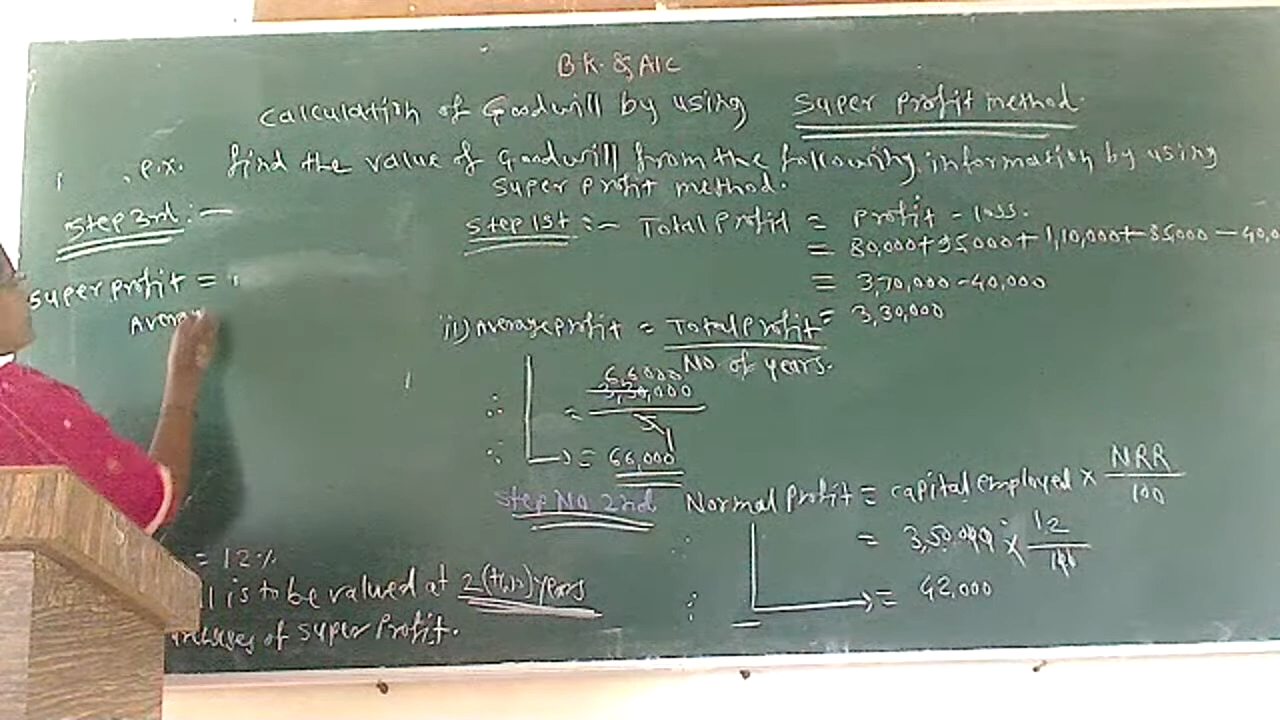 B.K. & A/C
Calculation of Goodwill by using Super Profit method.
ex. find the value of Goodwill from the following information by using
Super Profit method.
Step 3rd :-
Super profit =
Step 1st :- Total Profit = Profit - loss.
= 80,000 + 95,000 + 1,10,000 + 85,000 - 40,0
= 3,70,000 - 40,000
= 3,30,000
ii) Average profit = Total Profit
No. of years.
66,000
∴ = 3,30,000
5 1
∴ = 66,000
Step No 2nd Normal Profit = Capital employed × NRR
100
= 3,50,000 × 12
100
∴ = 42,000
= 12%
is to be valued at 2 (two) years
of Super Profit.